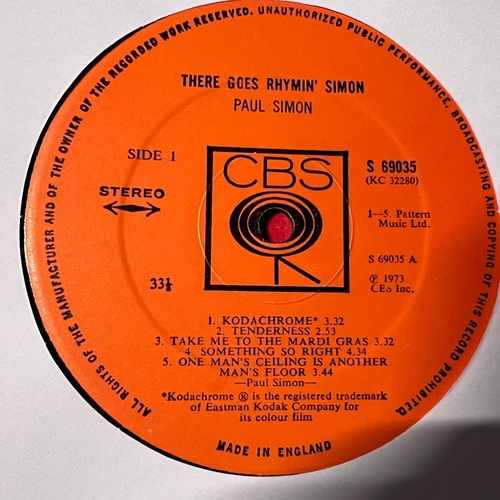 ALL RIGHTS OF THE MANUFACTURER AND OF THE OWNER OF THE RECORDED WORK RESERVED. UNAUTHORIZED PUBLIC PERFORMANCE, BROADCASTING AND COPYING OF THIS RECORD PROHIBITED.
THERE GOES RHYMIN' SIMON
PAUL SIMON
SIDE 1
CBS
S 69035
(KC 32280)
STEREO
1—5. Pattern
Music Ltd.
S 69035 A
33⅓
℗ 1973
CBS Inc.
1. KODACHROME* 3.32
2. TENDERNESS 2.53
3. TAKE ME TO THE MARDI GRAS 3.32
4. SOMETHING SO RIGHT 4.34
5. ONE MAN'S CEILING IS ANOTHER
MAN'S FLOOR 3.44
—Paul Simon—
*Kodachrome ® is the registered trademark
of Eastman Kodak Company for
its colour film
MADE IN ENGLAND